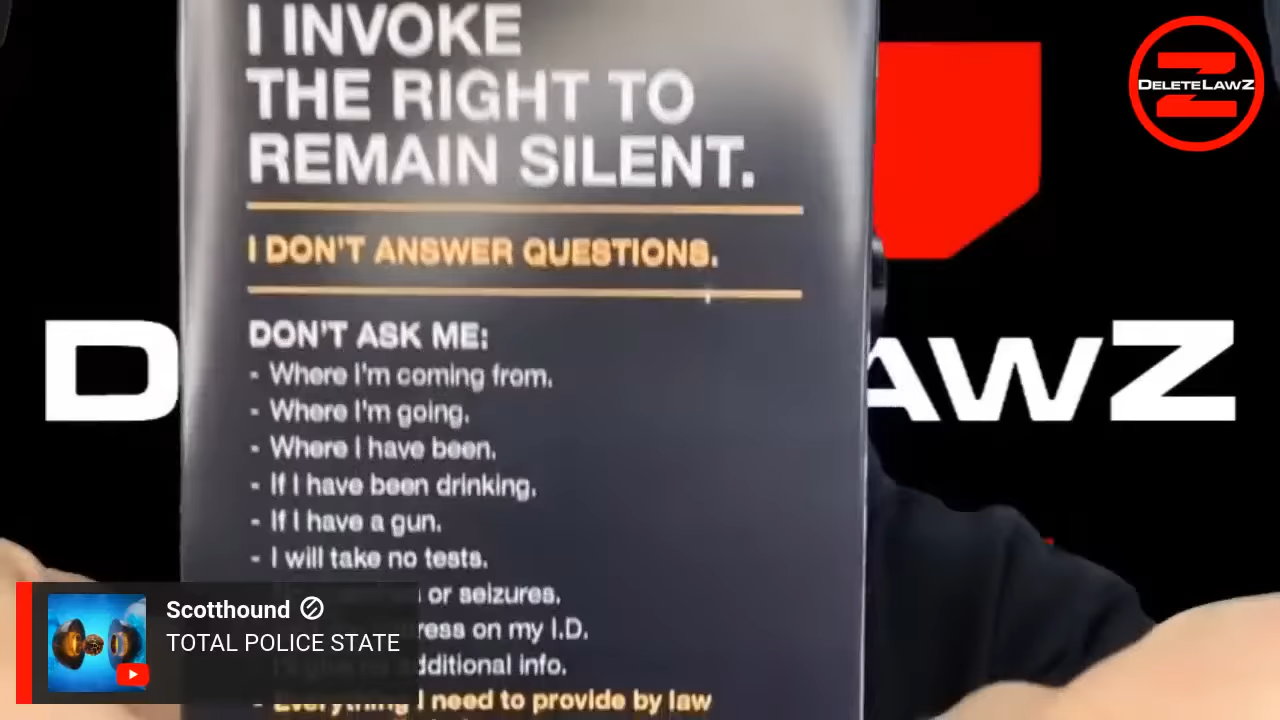 I INVOKE
THE RIGHT TO
REMAIN SILENT.
I DON'T ANSWER QUESTIONS.
DON'T ASK ME:
- Where I'm coming from.
- Where I'm going.
- Where I have been.
- If I have been drinking.
- If I have a gun.
- I will take no tests.
or seizures.
on my I.D.
additional info.
- Everything I need to provide by law
DELETELAWZ
D AWZ
Scotthound
TOTAL POLICE STATE